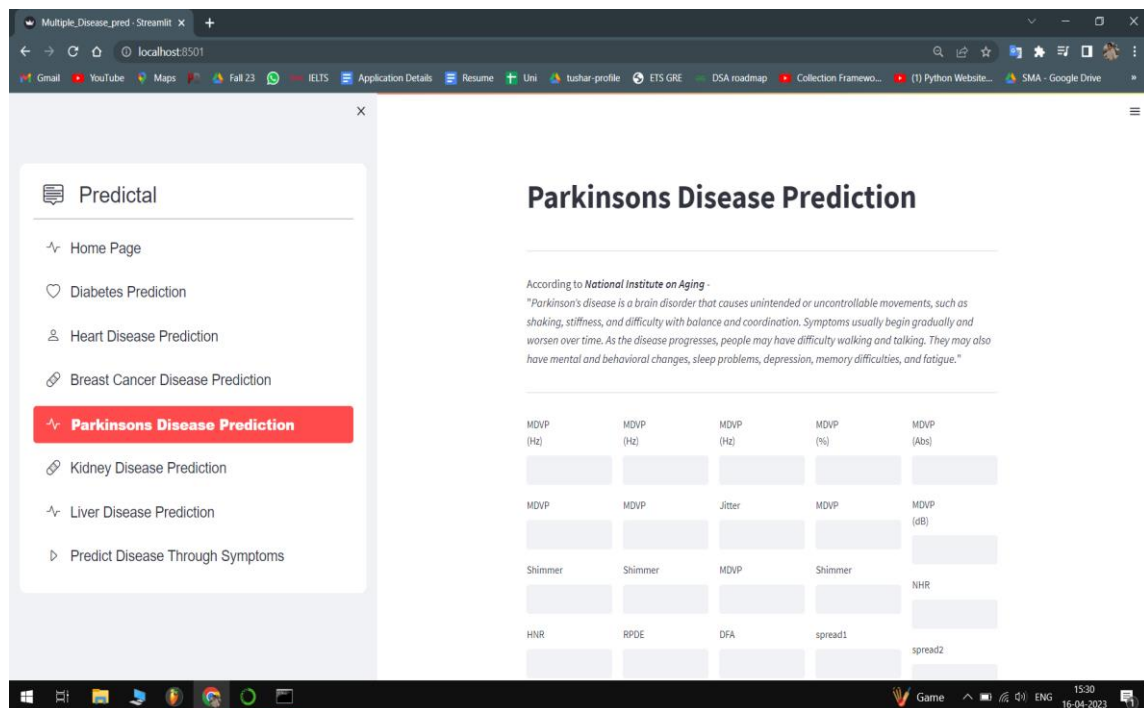 Multiple_Disease_pred · Streamlit
localhost:8501
Gmail YouTube Maps Fall 23 IELTS Application Details Resume Uni tushar-profile ETS GRE DSA roadmap Collection Framewo... (1) Python Website... SMA - Google Drive
Predictal
Home Page
Diabetes Prediction
Heart Disease Prediction
Breast Cancer Disease Prediction
Parkinsons Disease Prediction
Kidney Disease Prediction
Liver Disease Prediction
Predict Disease Through Symptoms
Parkinsons Disease Prediction
According to National Institute on Aging -
"Parkinson's disease is a brain disorder that causes unintended or uncontrollable movements, such as
shaking, stiffness, and difficulty with balance and coordination. Symptoms usually begin gradually and
worsen over time. As the disease progresses, people may have difficulty walking and talking. They may also
have mental and behavioral changes, sleep problems, depression, memory difficulties, and fatigue."
MDVP MDVP MDVP MDVP MDVP
(Hz) (Hz) (Hz) (%) (Abs)
MDVP MDVP Jitter MDVP MDVP
(dB)
Shimmer Shimmer MDVP Shimmer
NHR
HNR RPDE DFA spread1
spread2
Game ENG 15:30
16-04-2023